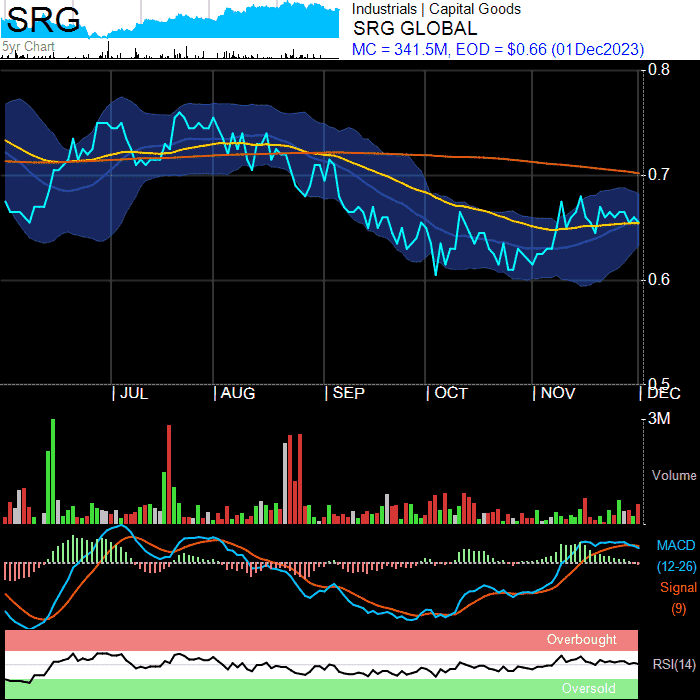 SRG
5yr Chart
Industrials | Capital Goods
SRG GLOBAL
MC = 341.5M, EOD = $0.66 (01Dec2023)
0.8
0.7
0.6
0.5
JUL
AUG
SEP
OCT
NOV
DEC
3M
Volume
MACD
(12-26)
Signal
(9)
Overbought
RSI(14)
Oversold